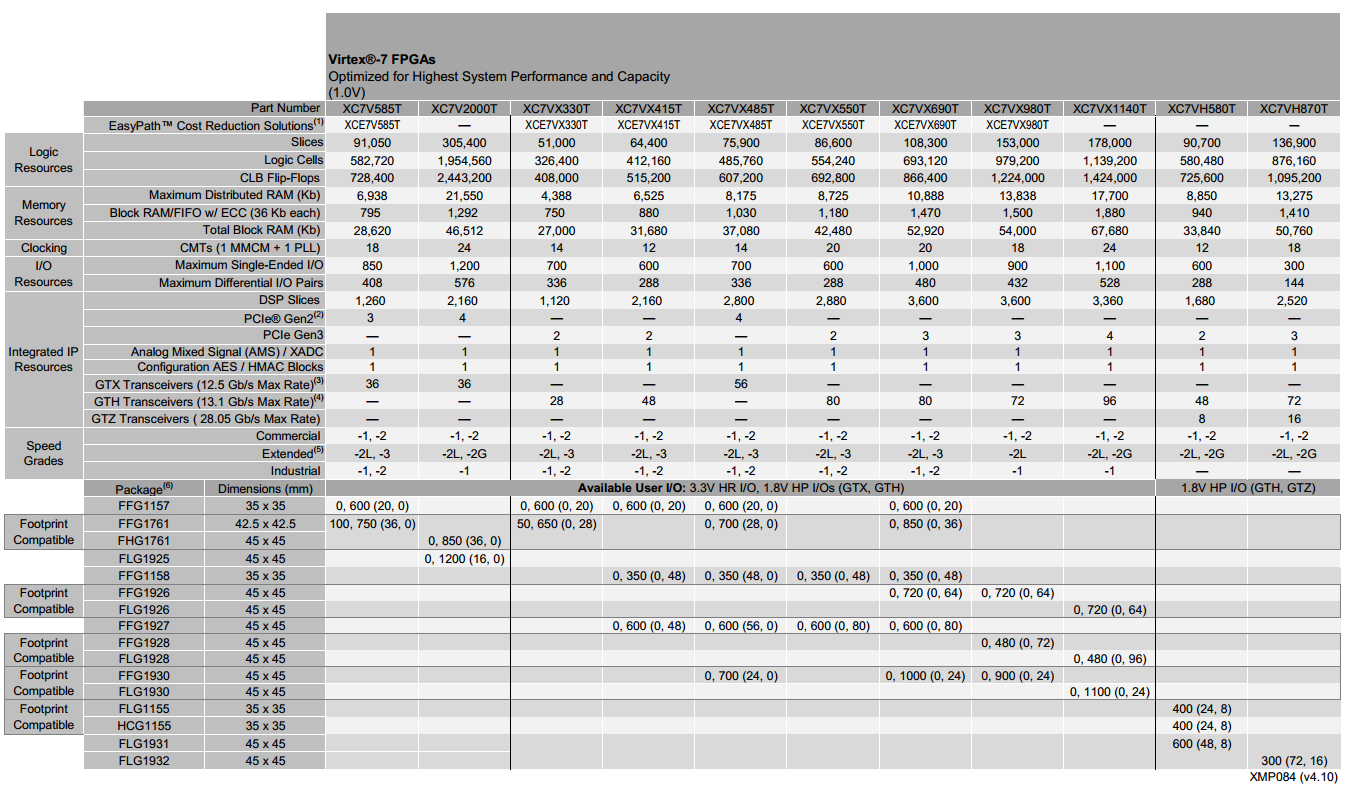 Virtex®-7 FPGAs
Optimized for Highest System Performance and Capacity
(1.0V)
Part Number XC7V585T XC7V2000T XC7VX330T XC7VX415T XC7VX485T XC7VX550T XC7VX690T XC7VX980T XC7VX1140T XC7VH580T XC7VH870T
EasyPath™ Cost Reduction Solutions(1) XCE7V585T — XCE7VX330T XCE7VX415T XCE7VX485T XCE7VX550T XCE7VX690T XCE7VX980T — — —
Logic Resources
Slices 91,050 305,400 51,000 64,400 75,900 86,600 108,300 153,000 178,000 90,700 136,900
Logic Cells 582,720 1,954,560 326,400 412,160 485,760 554,240 693,120 979,200 1,139,200 580,480 876,160
CLB Flip-Flops 728,400 2,443,200 408,000 515,200 607,200 692,800 866,400 1,224,000 1,424,000 725,600 1,095,200
Memory Resources
Maximum Distributed RAM (Kb) 6,938 21,550 4,388 6,525 8,175 8,725 10,888 13,838 17,700 8,850 13,275
Block RAM/FIFO w/ ECC (36 Kb each) 795 1,292 750 880 1,030 1,180 1,470 1,500 1,880 940 1,410
Total Block RAM (Kb) 28,620 46,512 27,000 31,680 37,080 42,480 52,920 54,000 67,680 33,840 50,760
Clocking CMTs (1 MMCM + 1 PLL) 18 24 14 12 14 20 20 18 24 12 18
I/O Resources
Maximum Single-Ended I/O 850 1,200 700 600 700 600 1,000 900 1,100 600 300
Maximum Differential I/O Pairs 408 576 336 288 336 288 480 432 528 288 144
Integrated IP Resources
DSP Slices 1,260 2,160 1,120 2,160 2,800 2,880 3,600 3,600 3,360 1,680 2,520
PCIe® Gen2(2) 3 4 — — 4 — — — — — —
PCIe Gen3 — — 2 2 — 2 3 3 4 2 3
Analog Mixed Signal (AMS) / XADC 1 1 1 1 1 1 1 1 1 1 1
Configuration AES / HMAC Blocks 1 1 1 1 1 1 1 1 1 1 1
GTX Transceivers (12.5 Gb/s Max Rate)(3) 36 36 — — 56 — — — — — —
GTH Transceivers (13.1 Gb/s Max Rate)(4) — — 28 48 — 80 80 72 96 48 72
GTZ Transceivers ( 28.05 Gb/s Max Rate) — — — — — — — — — 8 16
Speed Grades
Commercial -1, -2 -1, -2 -1, -2 -1, -2 -1, -2 -1, -2 -1, -2 -1, -2 -1, -2 -1, -2 -1, -2
Extended(5) -2L, -3 -2L, -2G -2L, -3 -2L, -3 -2L, -3 -2L, -3 -2L, -3 -2L -2L, -2G -2L, -2G -2L, -2G
Industrial -1, -2 -1 -1, -2 -1, -2 -1, -2 -1, -2 -1, -2 -1 -1 — —
Package(6) Dimensions (mm) Available User I/O: 3.3V HR I/O, 1.8V HP I/Os (GTX, GTH) 1.8V HP I/O (GTH, GTZ)
FFG1157 35 x 35 0, 600 (20, 0) 0, 600 (0, 20) 0, 600 (0, 20) 0, 600 (20, 0) 0, 600 (0, 20)
Footprint Compatible
FFG1761 42.5 x 42.5 100, 750 (36, 0) 50, 650 (0, 28) 0, 700 (28, 0) 0, 850 (0, 36)
FHG1761 45 x 45 0, 850 (36, 0)
FLG1925 45 x 45 0, 1200 (16, 0)
FFG1158 35 x 35 0, 350 (0, 48) 0, 350 (48, 0) 0, 350 (0, 48) 0, 350 (0, 48)
Footprint Compatible
FFG1926 45 x 45 0, 720 (0, 64) 0, 720 (0, 64)
FLG1926 45 x 45 0, 720 (0, 64)
FFG1927 45 x 45 0, 600 (0, 48) 0, 600 (56, 0) 0, 600 (0, 80) 0, 600 (0, 80)
Footprint Compatible
FFG1928 45 x 45 0, 480 (0, 72)
FLG1928 45 x 45 0, 480 (0, 96)
Footprint Compatible
FFG1930 45 x 45 0, 700 (24, 0) 0, 1000 (0, 24) 0, 900 (0, 24)
FLG1930 45 x 45 0, 1100 (0, 24)
Footprint Compatible
FLG1155 35 x 35 400 (24, 8)
HCG1155 35 x 35 400 (24, 8)
FLG1931 45 x 45 600 (48, 8)
FLG1932 45 x 45 300 (72, 16)
XMP084 (v4.10)